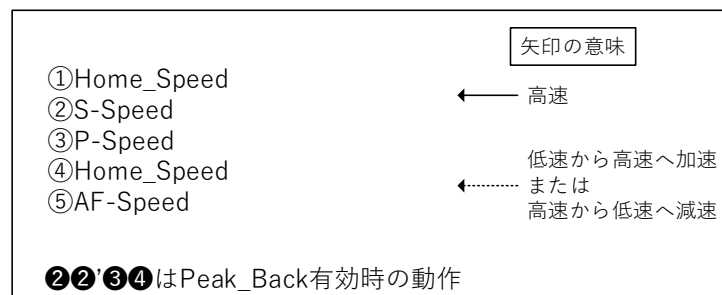 矢印の意味
①Home_Speed
②S-Speed
③P-Speed
④Home_Speed
⑤AF-Speed
高速
低速から高速へ加速
または
高速から低速へ減速
❷❷'❸❹はPeak_Back有効時の動作